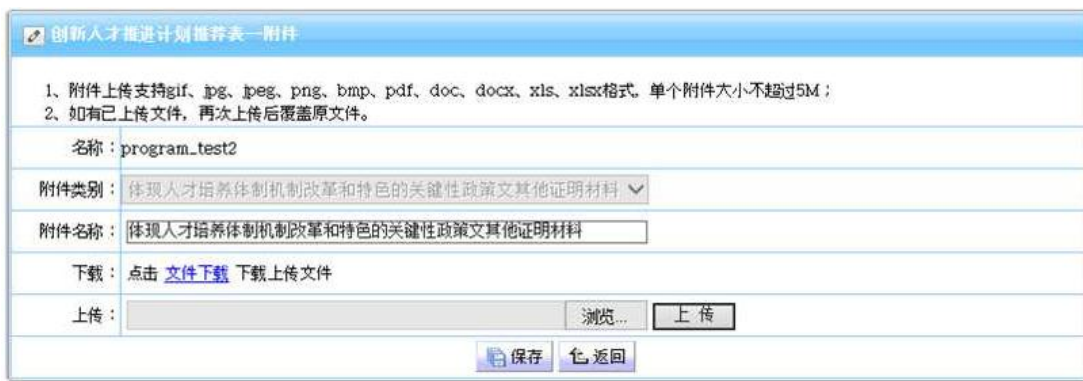 创新人才推进计划推荐表—附件
1、附件上传支持gif、jpg、jpeg、png、bmp、pdf、doc、docx、xls、xlsx格式，单个附件大小不超过5M；
2、如有已上传文件，再次上传后覆盖原文件。
名称：program_test2
附件类别：体现人才培养体制机制改革和特色的关键性政策文其他证明材料
附件名称：体现人才培养体制机制改革和特色的关键性政策文其他证明材料
下载：点击 文件下载 下载上传文件
上传： 浏览... 上 传
保存 返回